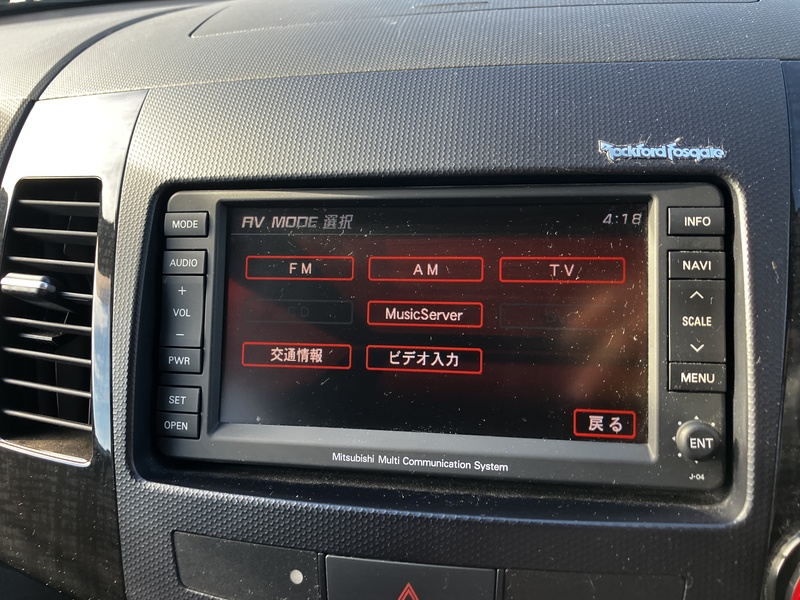 Rockford Fosgate
MODE
AUDIO
+
VOL
−
PWR
SET
OPEN
AV MODE 選択
4:18
FM
AM
TV
CD
MusicServer
交通情報
ビデオ入力
戻る
INFO
NAVI
SCALE
MENU
ENT
J-04
Mitsubishi Multi Communication System